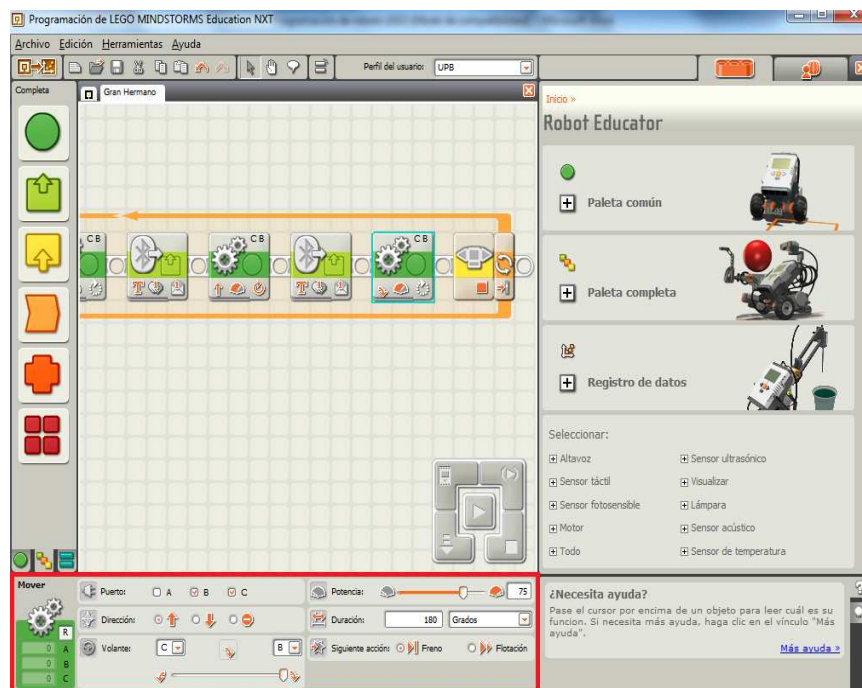 Programación de LEGO MINDSTORMS Education NXT
Archivo Edición Herramientas Ayuda
Perfil del usuario: UPB
Completa
Gran Hermano
Inicio »
Robot Educator
Paleta común
C B
C B
C B
Paleta completa
Registro de datos
Seleccionar:
Altavoz
Sensor ultrasónico
Sensor táctil
Visualizar
Sensor fotosensible
Lámpara
Motor
Sensor acústico
Todo
Sensor de temperatura
Mover
Puerto: A B C
Potencia: 75
Dirección:
Duración: 180 Grados
R
Volante: C B
Siguiente acción: Freno Flotación
0 A
0 B
0 C
¿Necesita ayuda?
Pase el cursor por encima de un objeto para leer cuál es su
funcion. Si necesita más ayuda, haga clic en el vínculo "Más
ayuda".
Más ayuda »